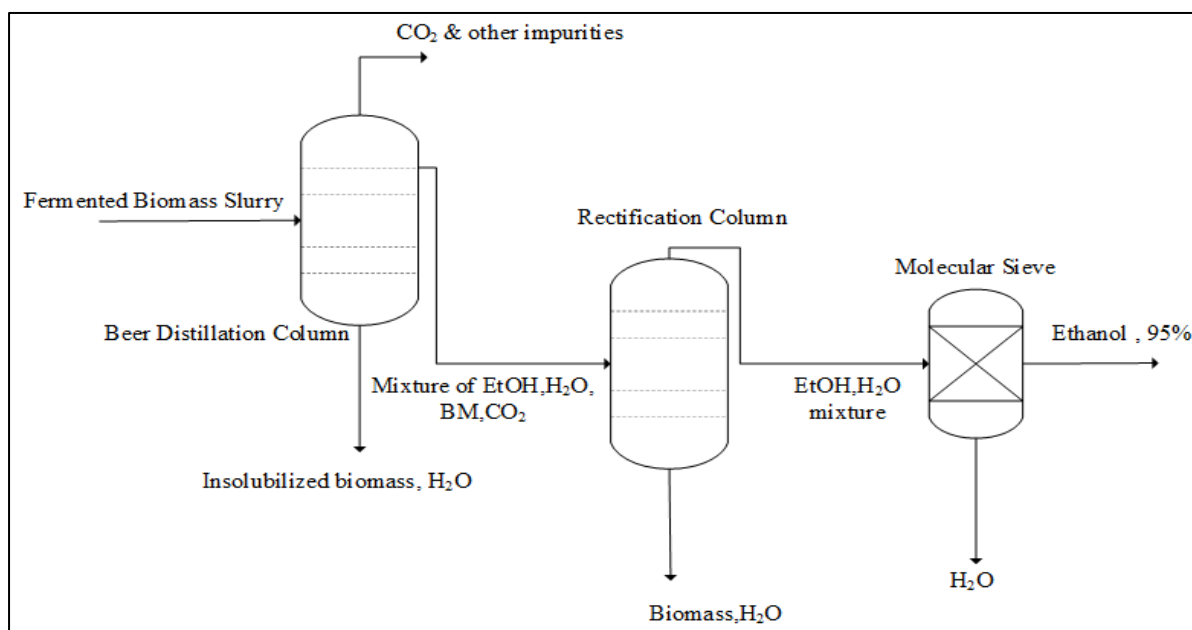 CO₂ & other impurities
Fermented Biomass Slurry
Rectification Column
Molecular Sieve
Beer Distillation Column
Ethanol , 95%
Mixture of EtOH,H₂O,
BM,CO₂
EtOH,H₂O
mixture
Insolubilized biomass, H₂O
H₂O
Biomass,H₂O